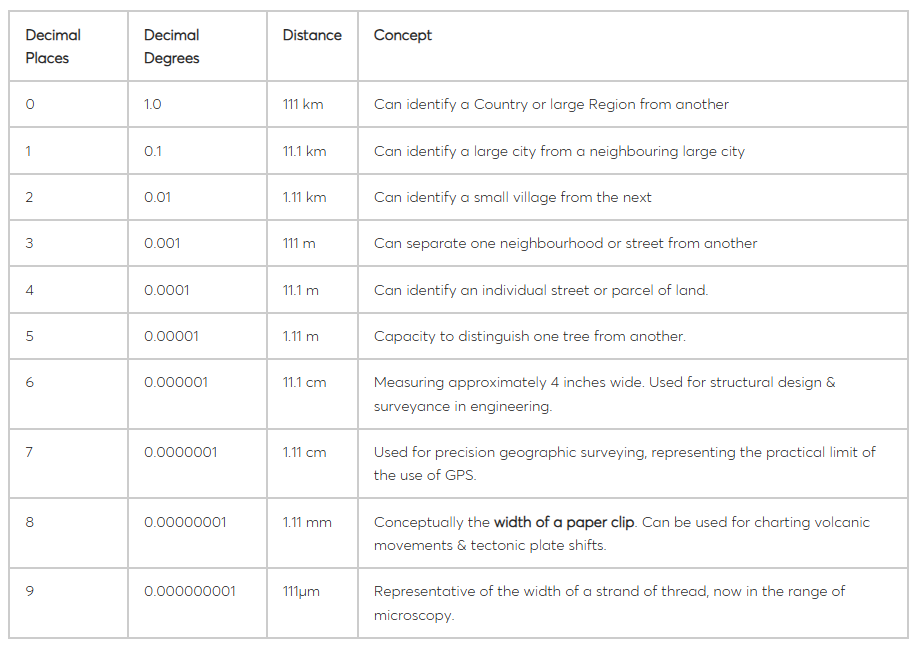 Decimal Places	Decimal Degrees	Distance	Concept
0	1.0	111 km	Can identify a Country or large Region from another
1	0.1	11.1 km	Can identify a large city from a neighbouring large city
2	0.01	1.11 km	Can identify a small village from the next
3	0.001	111 m	Can separate one neighbourhood or street from another
4	0.0001	11.1 m	Can identify an individual street or parcel of land.
5	0.00001	1.11 m	Capacity to distinguish one tree from another.
6	0.000001	11.1 cm	Measuring approximately 4 inches wide. Used for structural design &
surveyance in engineering.
7	0.0000001	1.11 cm	Used for precision geographic surveying, representing the practical limit of
the use of GPS.
8	0.00000001	1.11 mm	Conceptually the width of a paper clip. Can be used for charting volcanic
movements & tectonic plate shifts.
9	0.000000001	111µm	Representative of the width of a strand of thread, now in the range of
microscopy.